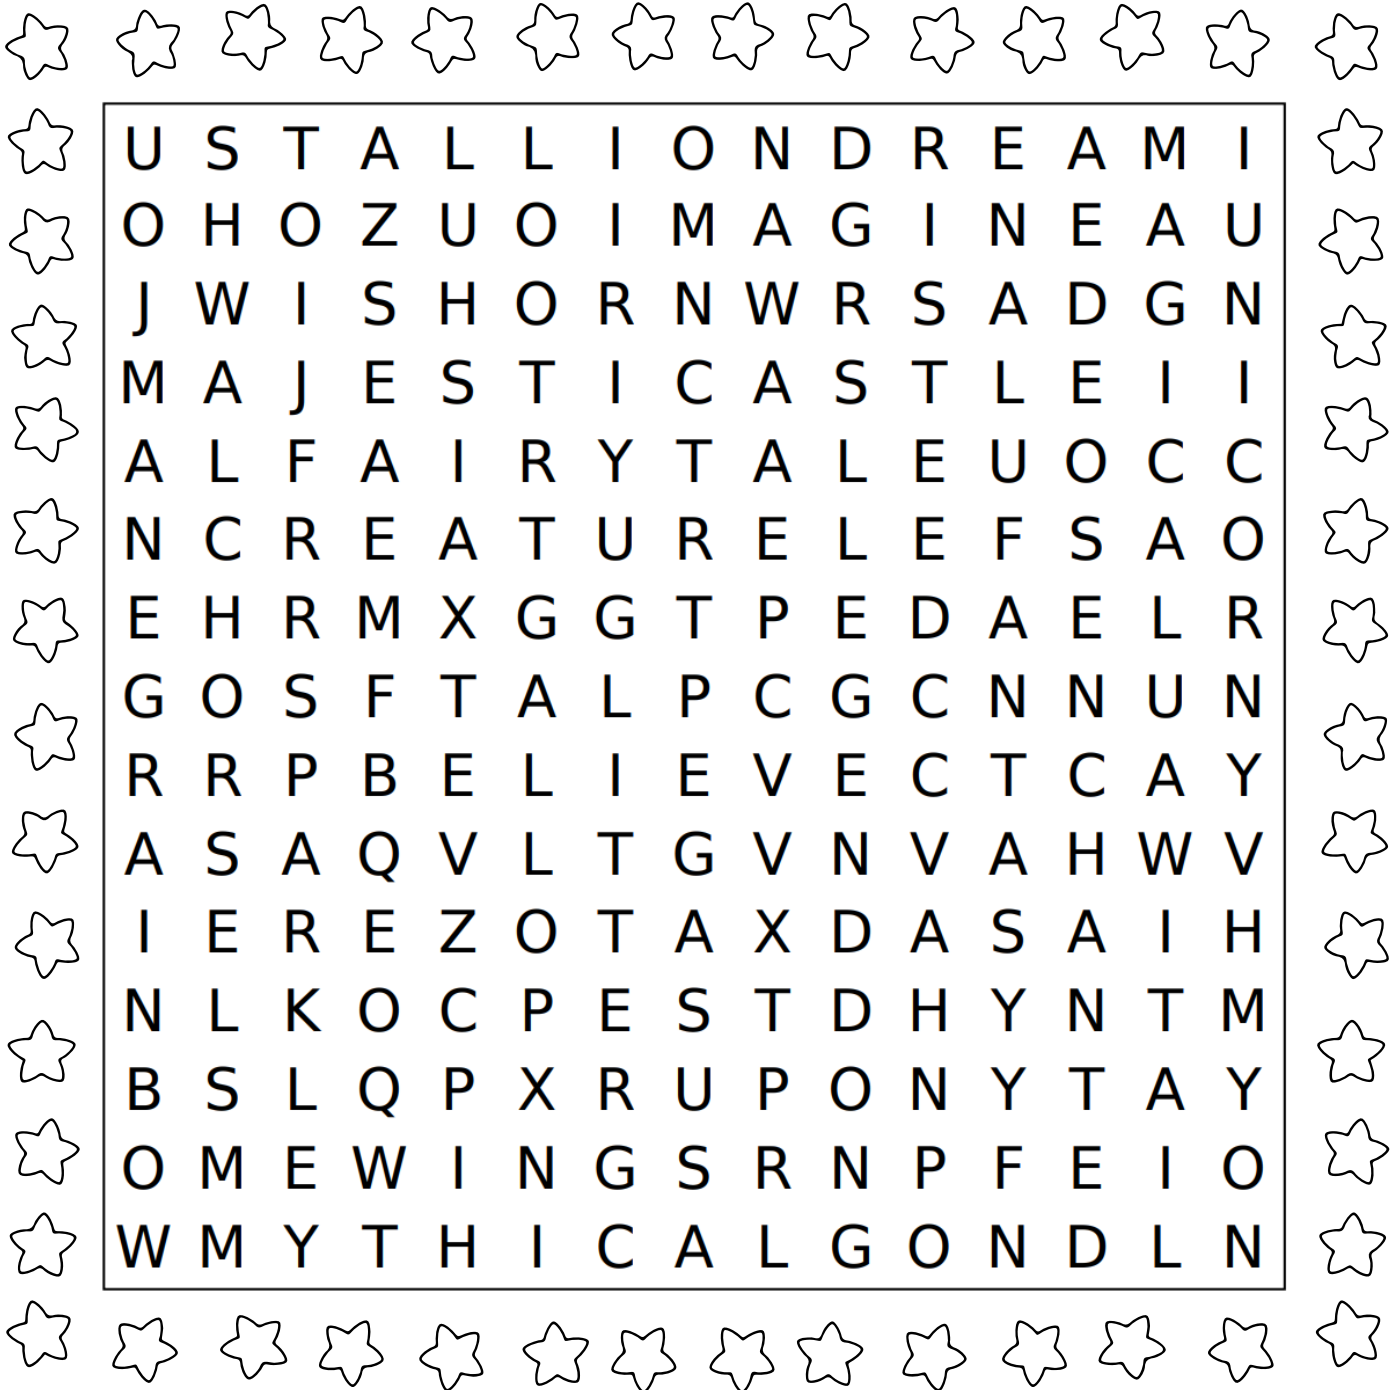 U S T A L L I O N D R E A M I
O H O Z U O I M A G I N E A U
J W I S H O R N W R S A D G N
M A J E S T I C A S T L E I I
A L F A I R Y T A L E U O C C
N C R E A T U R E L E F S A O
E H R M X G G T P E D A E L R
G O S F T A L P C G C N N U N
R R P B E L I E V E C T C A Y
A S A Q V L T G V N V A H W V
I E R E Z O T A X D A S A I H
N L K O C P E S T D H Y N T M
B S L Q P X R U P O N Y T A Y
O M E W I N G S R N P F E I O
W M Y T H I C A L G O N D L N